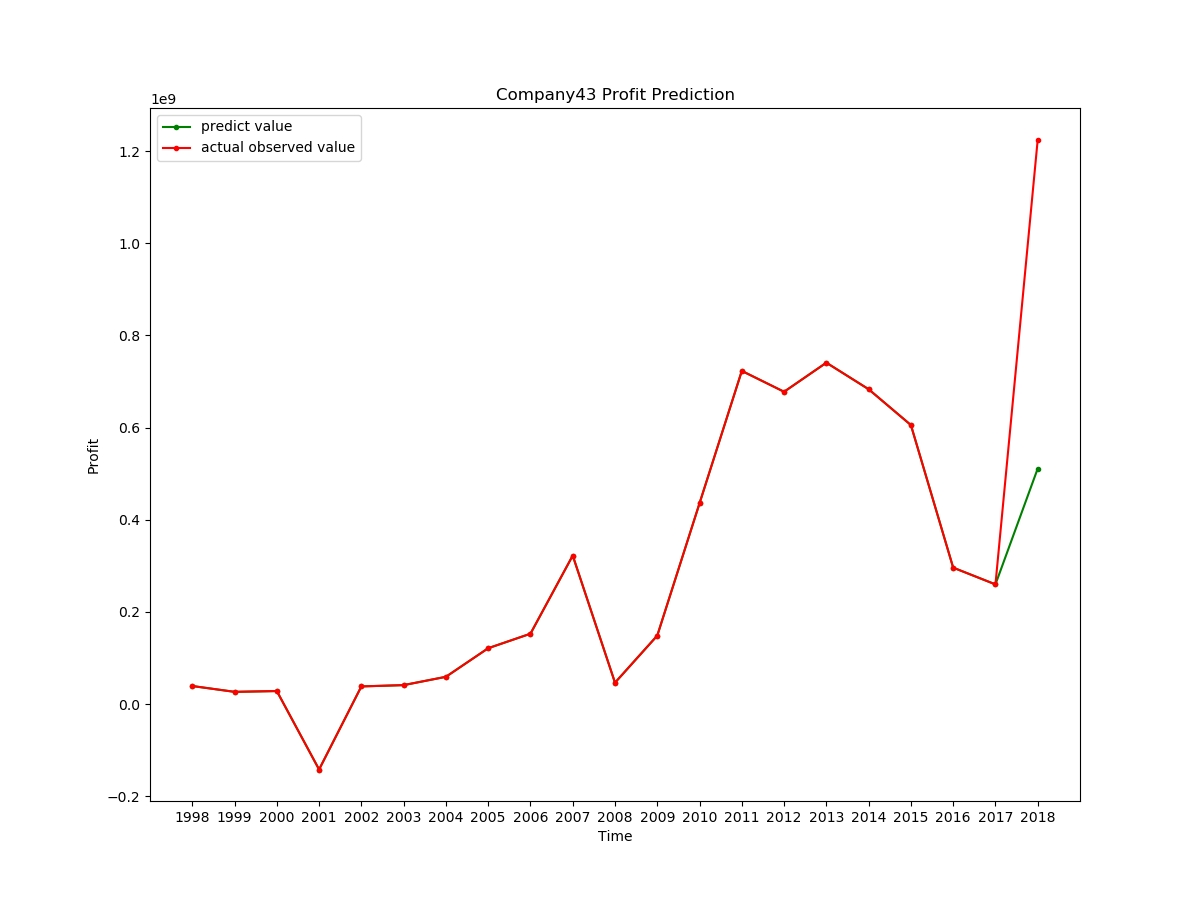 Company43 Profit Prediction
1e9
predict value
actual observed value
1.2
1.0
0.8
0.6
0.4
0.2
0.0
−0.2
Profit
1998 1999 2000 2001 2002 2003 2004 2005 2006 2007 2008 2009 2010 2011 2012 2013 2014 2015 2016 2017 2018
Time